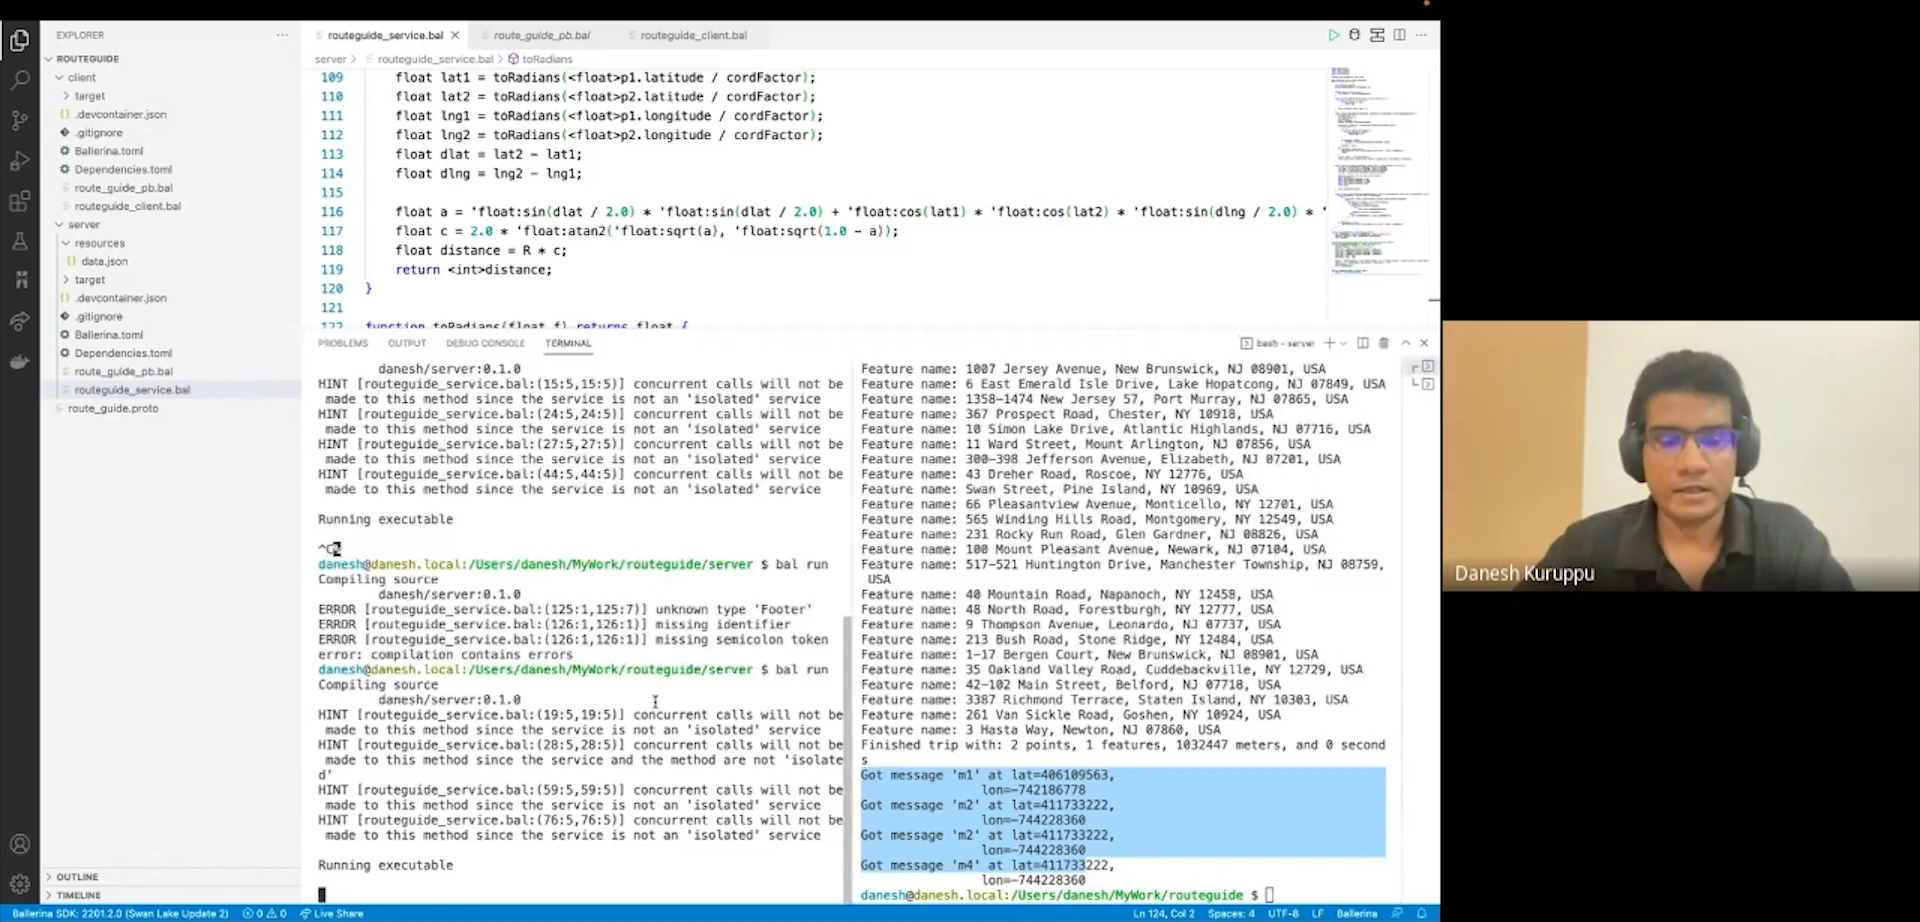 EXPLORER
routeguide_service.bal
route_guide_pb.bal
routeguide_client.bal
ROUTEGUIDE
server > routeguide_service.bal > toRadians
client
target
.devcontainer.json
.gitignore
Ballerina.toml
Dependencies.toml
route_guide_pb.bal
routeguide_client.bal
server
resources
data.json
target
.devcontainer.json
.gitignore
Ballerina.toml
Dependencies.toml
route_guide_pb.bal
routeguide_service.bal
route_guide.proto
OUTLINE
TIMELINE
109 float lat1 = toRadians(<float>p1.latitude / cordFactor);
110 float lat2 = toRadians(<float>p2.latitude / cordFactor);
111 float lng1 = toRadians(<float>p1.longitude / cordFactor);
112 float lng2 = toRadians(<float>p2.longitude / cordFactor);
113 float dlat = lat2 - lat1;
114 float dlng = lng2 - lng1;
115
116 float a = 'float:sin(dlat / 2.0) * 'float:sin(dlat / 2.0) + 'float:cos(lat1) * 'float:cos(lat2) * 'float:sin(dlng / 2.0) * '
117 float c = 2.0 * 'float:atan2('float:sqrt(a), 'float:sqrt(1.0 - a));
118 float distance = R * c;
119 return <int>distance;
120 }
121
122 function toRadians(float f) returns float {
PROBLEMS OUTPUT DEBUG CONSOLE TERMINAL
bash - server
danesh/server:0.1.0
HINT [routeguide_service.bal:(15:5,15:5)] concurrent calls will not be
made to this method since the service is not an 'isolated' service
HINT [routeguide_service.bal:(24:5,24:5)] concurrent calls will not be
made to this method since the service is not an 'isolated' service
HINT [routeguide_service.bal:(27:5,27:5)] concurrent calls will not be
made to this method since the service is not an 'isolated' service
HINT [routeguide_service.bal:(44:5,44:5)] concurrent calls will not be
made to this method since the service is not an 'isolated' service
Running executable
danesh@danesh.local:/Users/danesh/MyWork/routeguide/server $ bal run
Compiling source
danesh/server:0.1.0
ERROR [routeguide_service.bal:(125:1,125:7)] unknown type 'Footer'
ERROR [routeguide_service.bal:(126:1,126:1)] missing identifier
ERROR [routeguide_service.bal:(126:1,126:1)] missing semicolon token
error: compilation contains errors
danesh@danesh.local:/Users/danesh/MyWork/routeguide/server $ bal run
Compiling source
danesh/server:0.1.0
HINT [routeguide_service.bal:(19:5,19:5)] concurrent calls will not be
made to this method since the service is not an 'isolated' service
HINT [routeguide_service.bal:(28:5,28:5)] concurrent calls will not be
made to this method since the service and the method are not 'isolate
d'
HINT [routeguide_service.bal:(59:5,59:5)] concurrent calls will not be
made to this method since the service is not an 'isolated' service
HINT [routeguide_service.bal:(76:5,76:5)] concurrent calls will not be
made to this method since the service is not an 'isolated' service
Running executable
Feature name: 1007 Jersey Avenue, New Brunswick, NJ 08901, USA
Feature name: 6 East Emerald Isle Drive, Lake Hopatcong, NJ 07849, USA
Feature name: 1358-1474 New Jersey 57, Port Murray, NJ 07865, USA
Feature name: 367 Prospect Road, Chester, NY 10918, USA
Feature name: 10 Simon Lake Drive, Atlantic Highlands, NJ 07716, USA
Feature name: 11 Ward Street, Mount Arlington, NJ 07856, USA
Feature name: 300-398 Jefferson Avenue, Elizabeth, NJ 07201, USA
Feature name: 43 Dreher Road, Roscoe, NY 12776, USA
Feature name: Swan Street, Pine Island, NY 10969, USA
Feature name: 66 Pleasantview Avenue, Monticello, NY 12701, USA
Feature name: 565 Winding Hills Road, Montgomery, NY 12549, USA
Feature name: 231 Rocky Run Road, Glen Gardner, NJ 08826, USA
Feature name: 100 Mount Pleasant Avenue, Newark, NJ 07104, USA
Feature name: 517-521 Huntington Drive, Manchester Township, NJ 08759,
USA
Feature name: 40 Mountain Road, Napanoch, NY 12458, USA
Feature name: 48 North Road, Forestburgh, NY 12777, USA
Feature name: 9 Thompson Avenue, Leonardo, NJ 07737, USA
Feature name: 213 Bush Road, Stone Ridge, NY 12484, USA
Feature name: 1-17 Bergen Court, New Brunswick, NJ 08901, USA
Feature name: 35 Oakland Valley Road, Cuddebackville, NY 12729, USA
Feature name: 42-102 Main Street, Belford, NJ 07718, USA
Feature name: 3387 Richmond Terrace, Staten Island, NY 10303, USA
Feature name: 261 Van Sickle Road, Goshen, NY 10924, USA
Feature name: 3 Hasta Way, Newton, NJ 07860, USA
Finished trip with: 2 points, 1 features, 1032447 meters, and 0 second
s
Got message 'm1' at lat=406109563,
lon=-742186778
Got message 'm2' at lat=411733222,
lon=-744228360
Got message 'm2' at lat=411733222,
lon=-744228360
Got message 'm4' at lat=411733222,
lon=-744228360
danesh@danesh.local:/Users/danesh/MyWork/routeguide $
Danesh Kuruppu
Ballerina SDK: 2201.2.0 (Swan Lake Update 2) 0 0 Live Share
Ln 124, Col 2 Spaces: 4 UTF-8 LF Ballerina